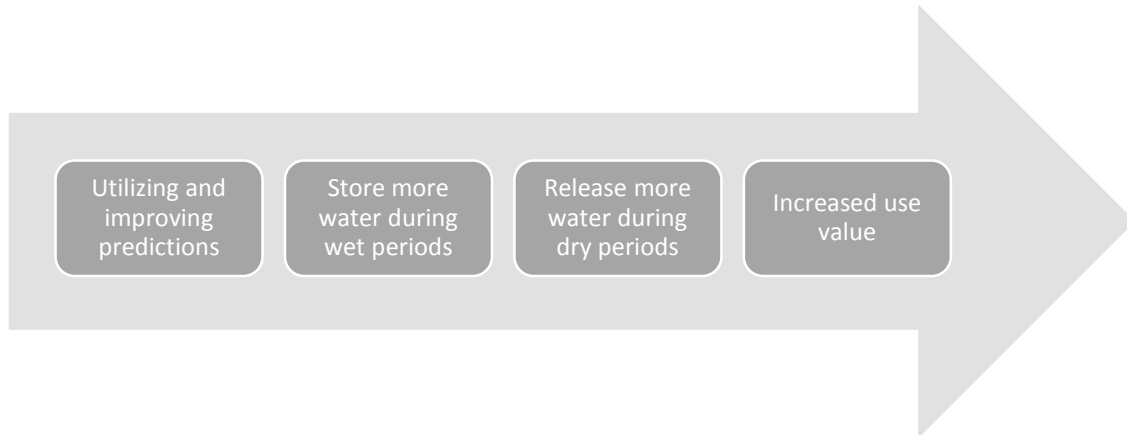 Utilizing and
improving
predictions
Store more
water during
wet periods
Release more
water during
dry periods
Increased use
value